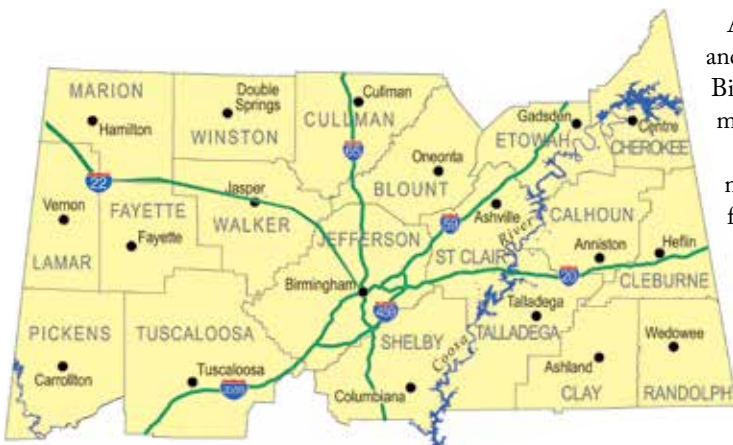 MARION
Hamilton
Double
Springs
WINSTON
Cullman
CULLMAN
65
Oneonta
BLOUNT
Gadsden
ETOWAH
Centre
CHEROKEE
22
Vernon
LAMAR
FAYETTE
Fayette
Jasper
WALKER
JEFFERSON
59
Ashville
ST CLAIR
River
CALHOUN
Anniston
Heflin
CLEBURNE
20
Birmingham
459
PICKENS
Carrollton
TUSCALOOSA
Tuscaloosa
SHELBY
Columbiana
Coosa
Talladega
TALLADEGA
Ashland
CLAY
Wedowee
RANDOLPH
A
and
Bi
m
n
f